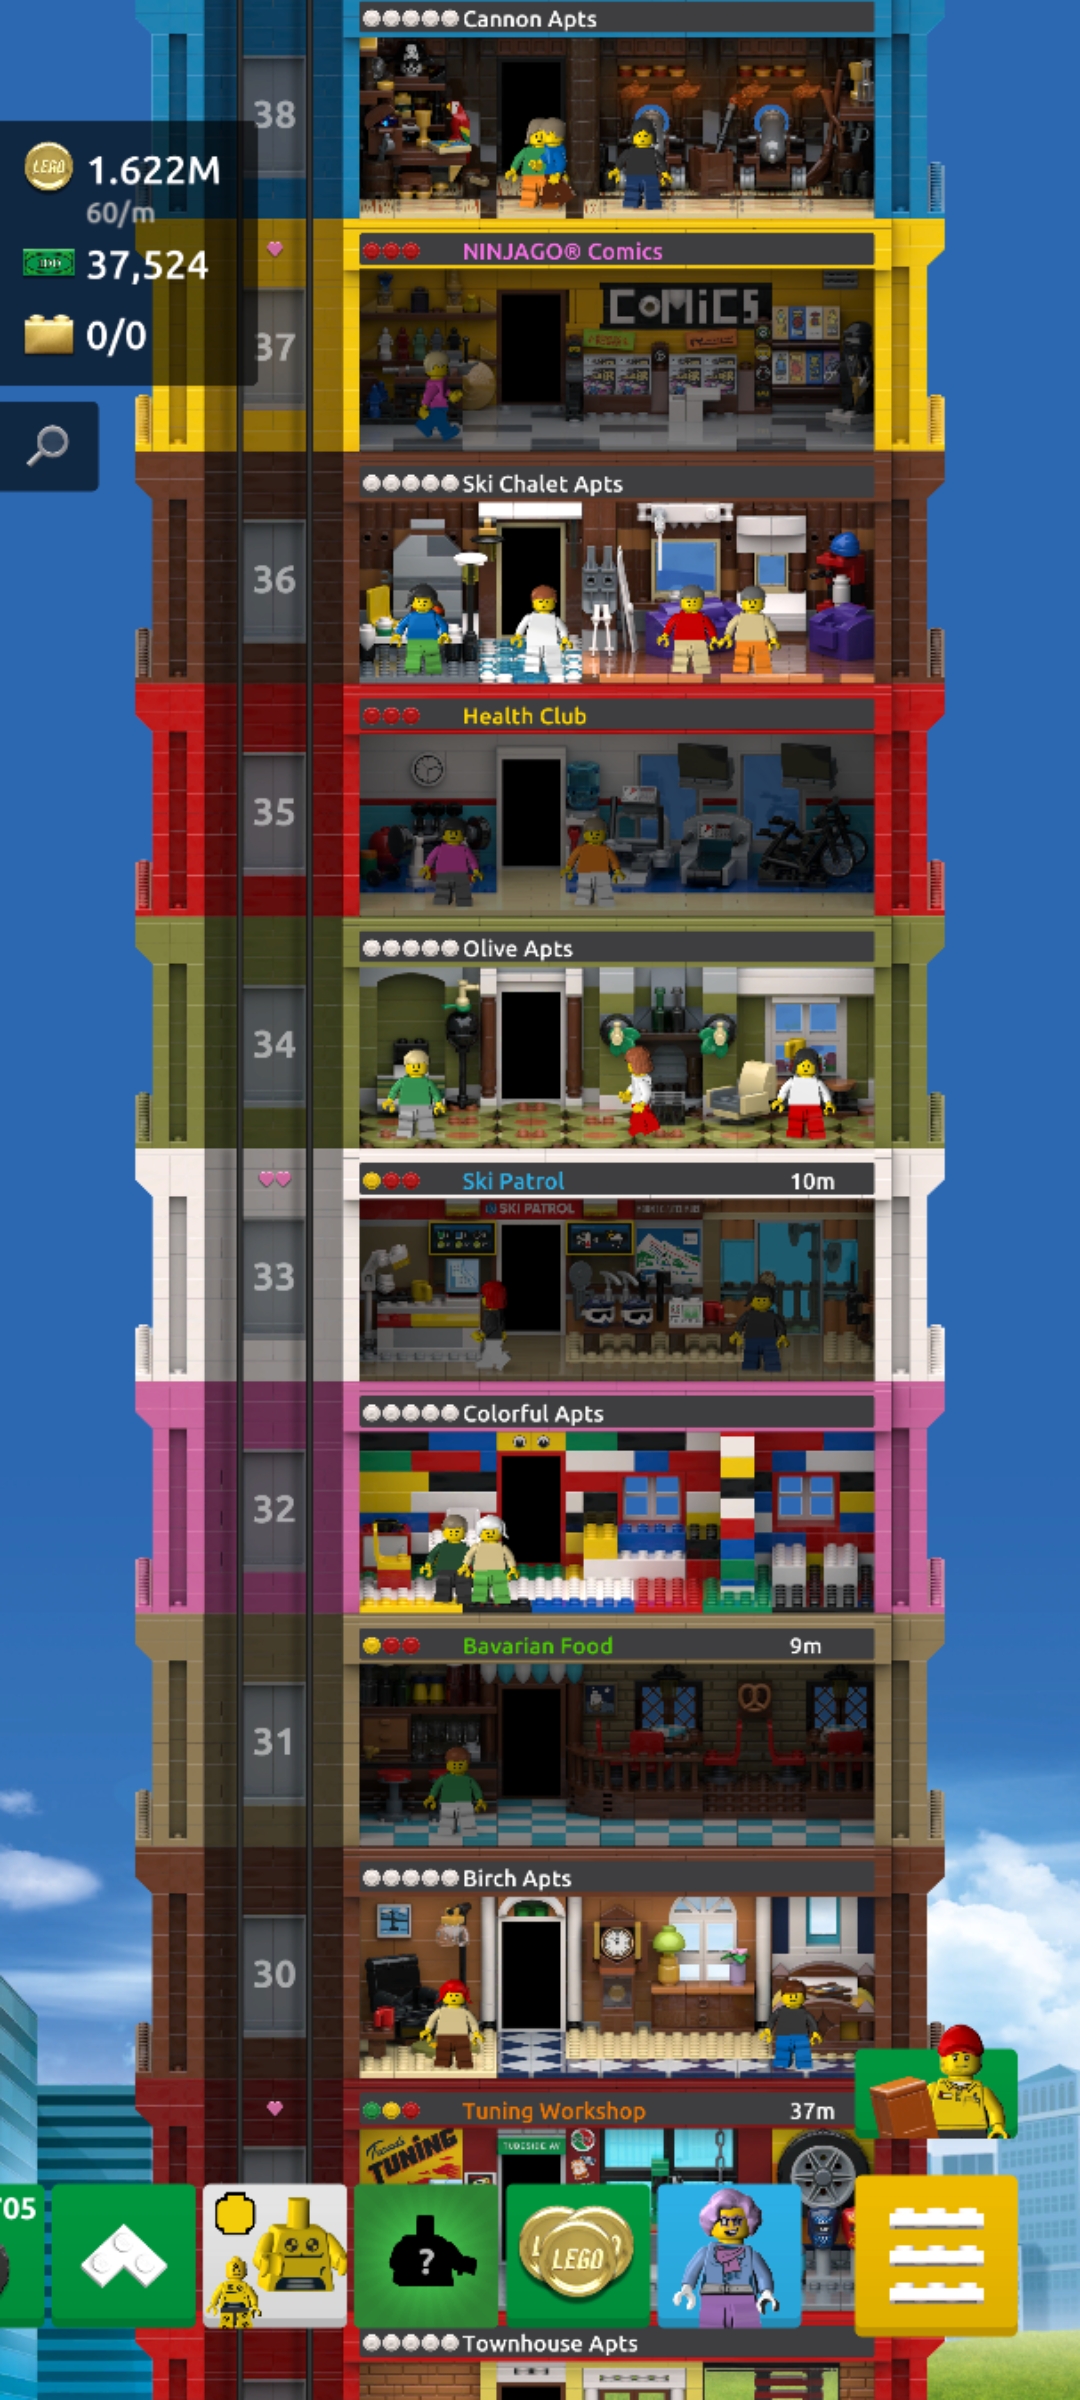 Cannon Apts
38
LEGO
1.622M
60/m
37,524
0/0
NINJAGO® Comics
COMICS
37
Ski Chalet Apts
36
Health Club
35
Olive Apts
34
Ski Patrol 10m
SKI PATROL
33
Colorful Apts
32
Bavarian Food 9m
31
Birch Apts
30
Tuning Workshop 37m
TUNING
05
?
LEGO
Townhouse Apts